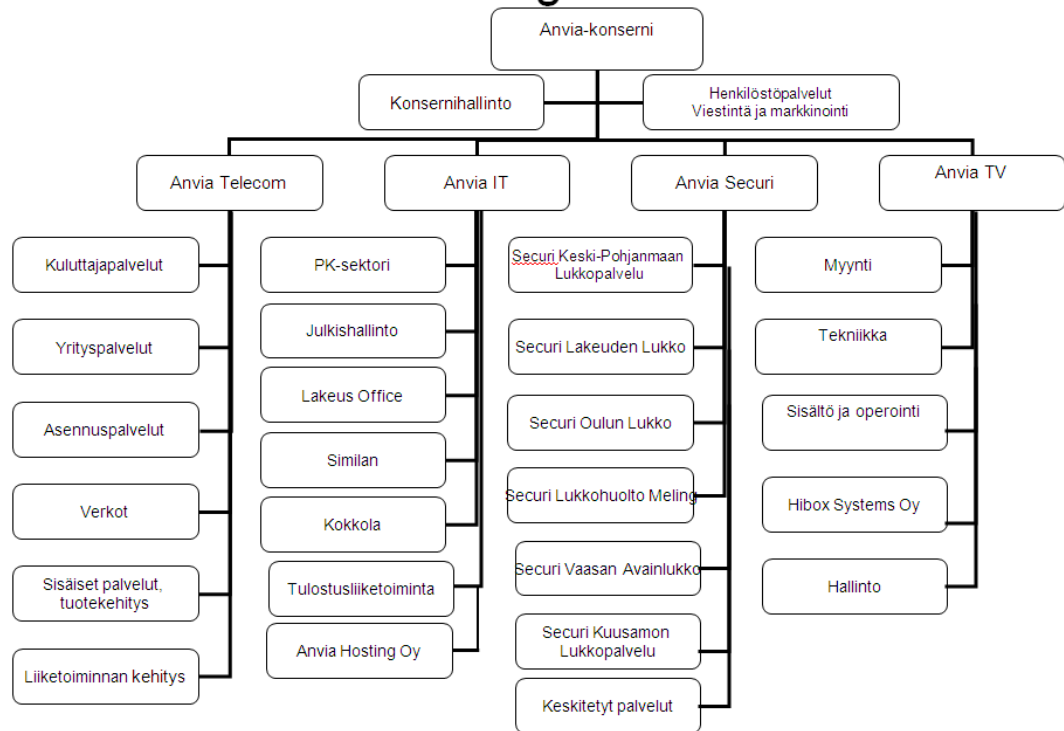 Anvia-konserni
Konsernihallinto
Henkilöstöpalvelut
Viestintä ja markkinointi
Anvia Telecom
Anvia IT
Anvia Securi
Anvia TV
Kuluttajapalvelut
Yrityspalvelut
Asennuspalvelut
Verkot
Sisäiset palvelut,
tuotekehitys
Liiketoiminnan kehitys
PK-sektori
Julkishallinto
Lakeus Office
Similan
Kokkola
Tulostusliiketoiminta
Anvia Hosting Oy
Securi Keski-Pohjanmaan
Lukkopalvelu
Securi Lakeuden Lukko
Securi Oulun Lukko
Securi Lukkohuolto Meling
Securi Vaasan Avainlukko
Securi Kuusamon
Lukkopalvelu
Keskitetyt palvelut
Myynti
Tekniikka
Sisältö ja operointi
Hibox Systems Oy
Hallinto